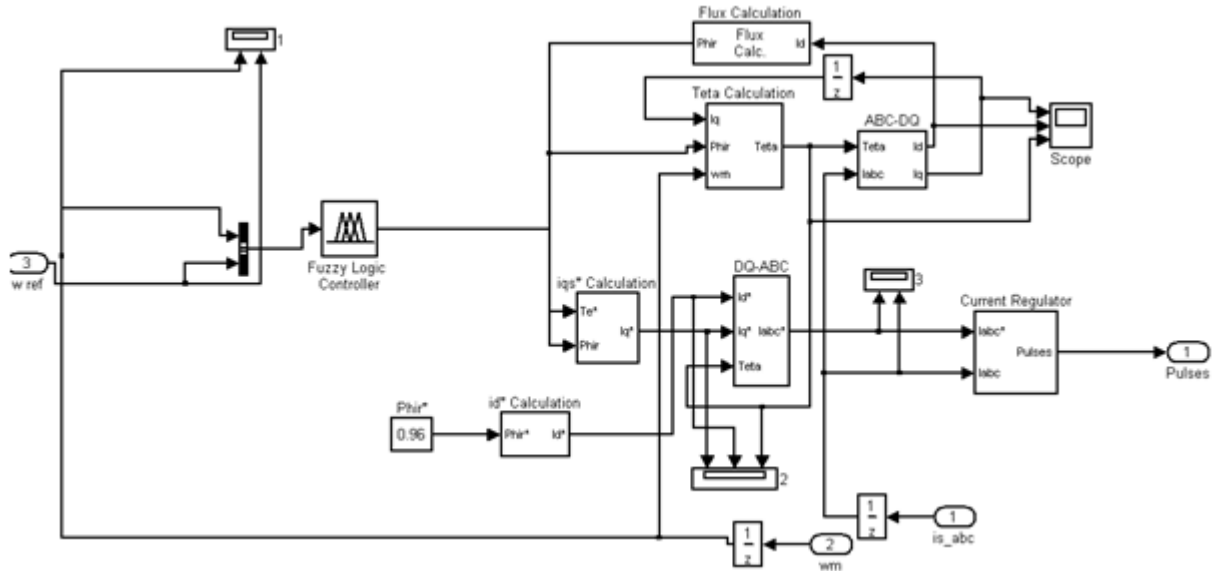 Flux Calculation
Phir
Flux
Calc.
Id
1
1
z
Teta Calculation
Iq
Phir
wm
Teta
ABC-DQ
Teta
Iabc
Id
Iq
Scope
3
w ref
Fuzzy Logic
Controller
iqs* Calculation
Te*
Phir
Iq*
DQ-ABC
Id*
Iq*
Teta
Iabc*
3
Current Regulator
Iabc*
Iabc
Pulses
1
Pulses
Phir*
0.96
id* Calculation
Phir*
Id*
2
1
z
1
is_abc
1
z
2
wm